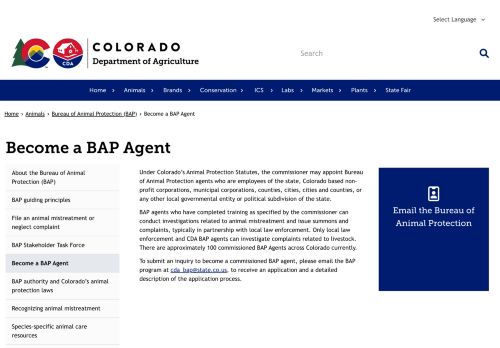 Select Language
CDA
COLORADO
Department of Agriculture
Search
Home › Animals › Brands › Conservation › ICS › Labs › Markets › Plants › State Fair
Home › Animals › Bureau of Animal Protection (BAP) › Become a BAP Agent
Become a BAP Agent
About the Bureau of Animal
Protection (BAP)
BAP guiding principles
File an animal mistreatment or
neglect complaint
BAP Stakeholder Task Force
Become a BAP Agent
BAP authority and Colorado's animal
protection laws
Recognizing animal mistreatment
Species-specific animal care
resources
Under Colorado's Animal Protection Statutes, the commissioner may appoint Bureau
of Animal Protection agents who are employees of the state, Colorado based non-
profit corporations, municipal corporations, counties, cities, cities and counties, or
any other local governmental entity or political subdivision of the state.
BAP agents who have completed training as specified by the commissioner can
conduct investigations related to animal mistreatment and issue summons and
complaints, typically in partnership with local law enforcement. Only local law
enforcement and CDA BAP agents can investigate complaints related to livestock.
There are approximately 100 commissioned BAP Agents across Colorado currently.
To submit an inquiry to become a commissioned BAP agent, please email the BAP
program at cda_bap@state.co.us, to receive an application and a detailed
description of the application process.
Email the Bureau of
Animal Protection